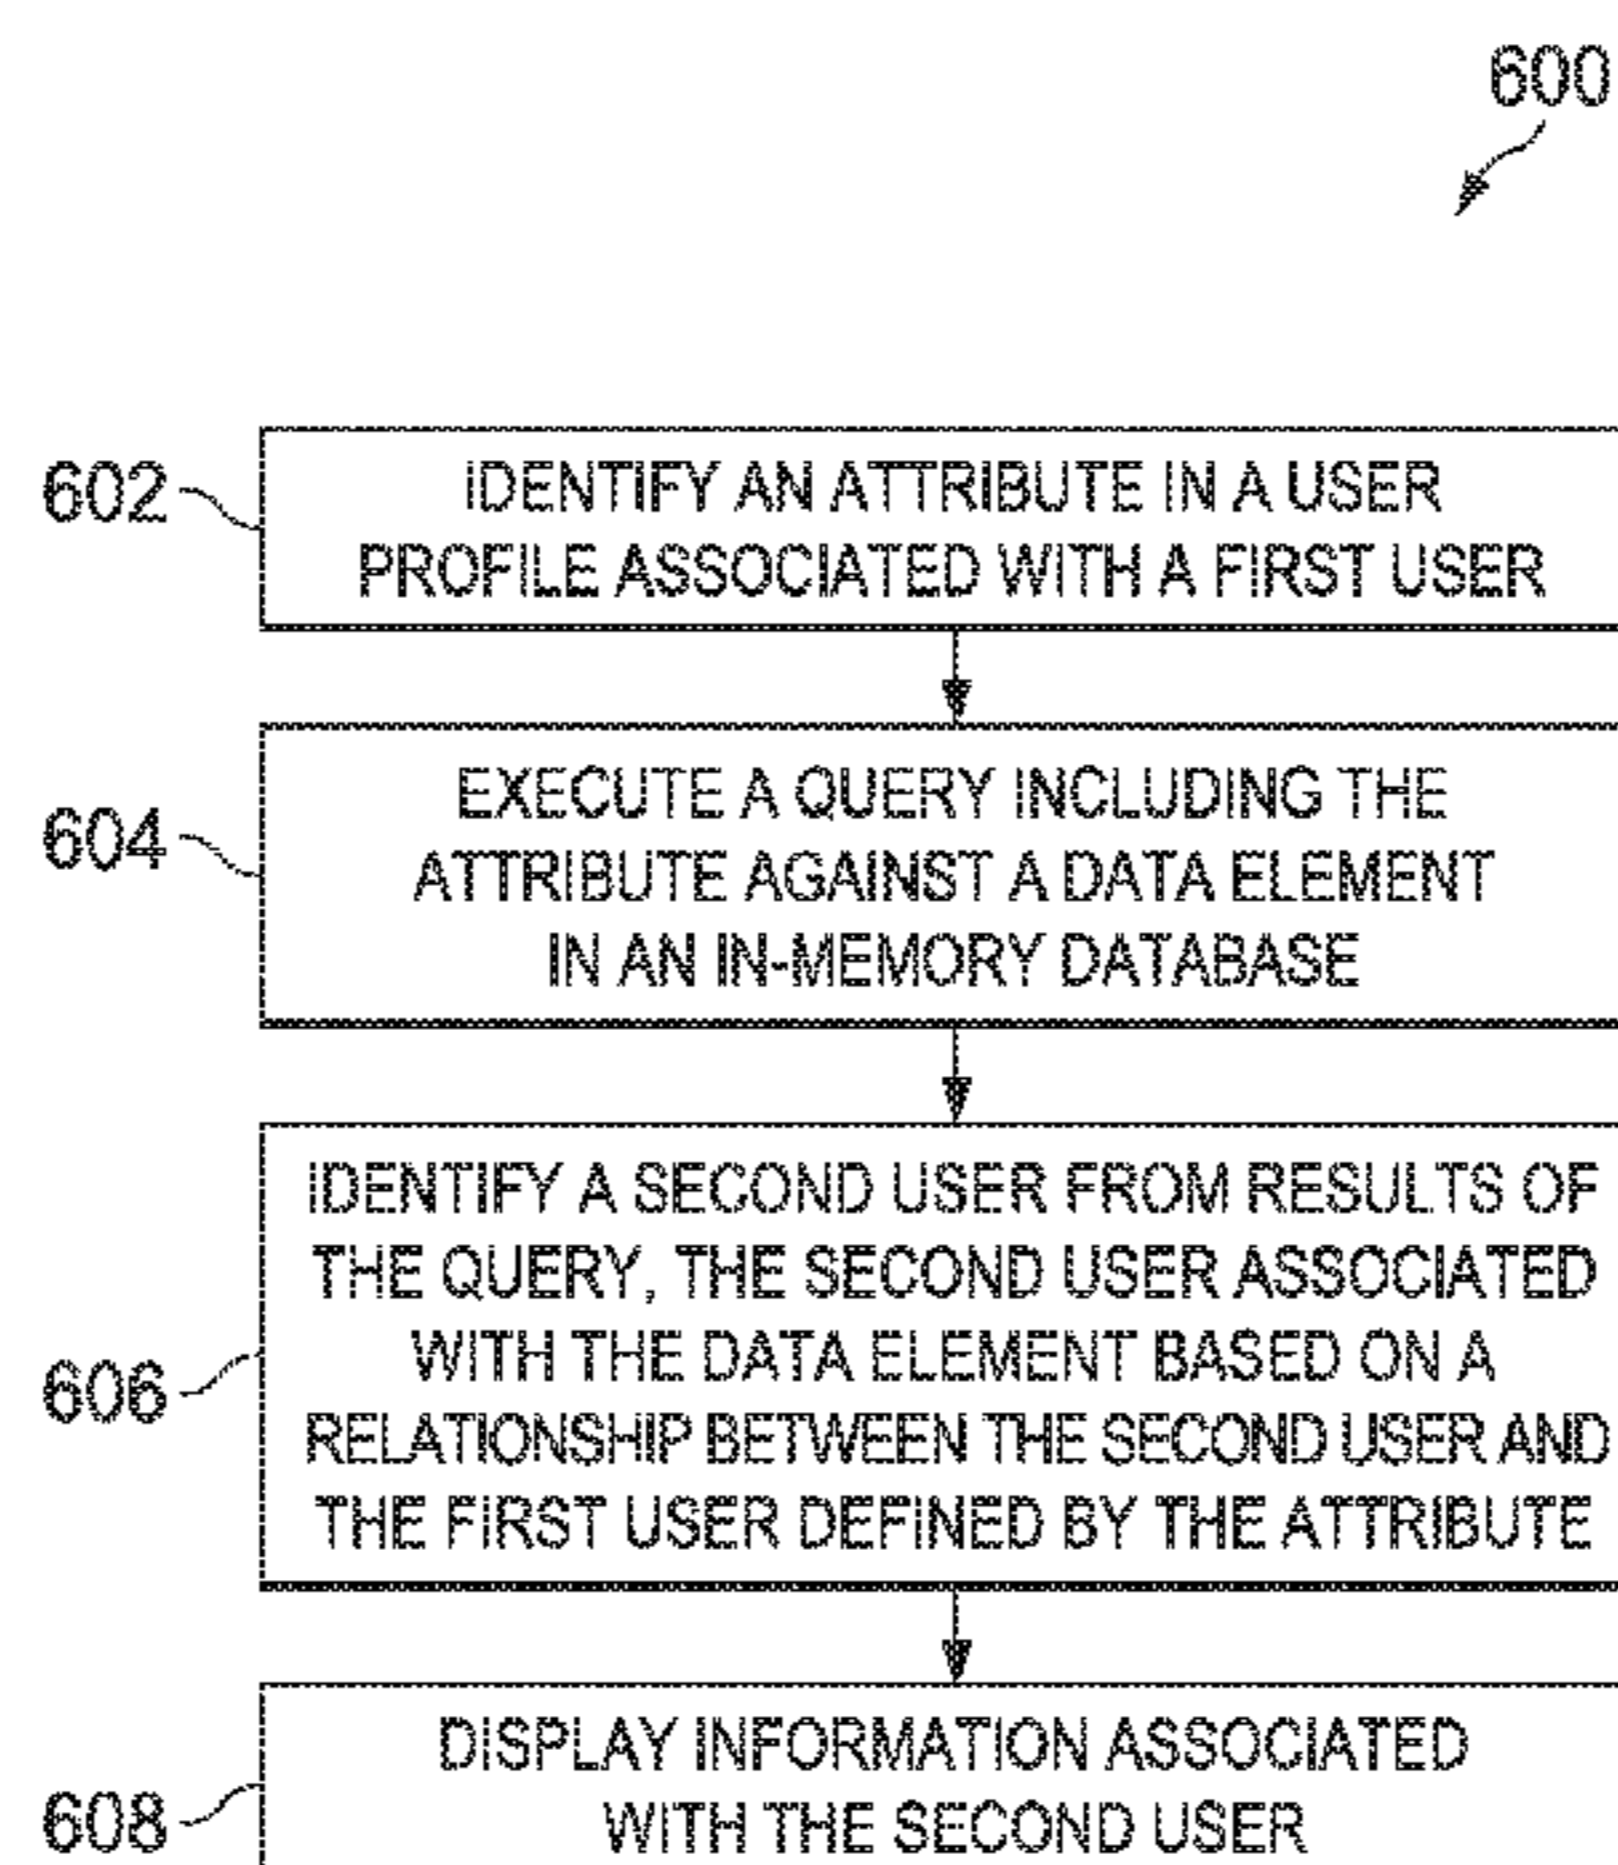 600
602
IDENTIFY AN ATTRIBUTE IN A USER
PROFILE ASSOCIATED WITH A FIRST USER
604
EXECUTE A QUERY INCLUDING THE
ATTRIBUTE AGAINST A DATA ELEMENT
IN AN IN-MEMORY DATABASE
606
IDENTIFY A SECOND USER FROM RESULTS OF
THE QUERY, THE SECOND USER ASSOCIATED
WITH THE DATA ELEMENT BASED ON A
RELATIONSHIP BETWEEN THE SECOND USER AND
THE FIRST USER DEFINED BY THE ATTRIBUTE
608
DISPLAY INFORMATION ASSOCIATED
WITH THE SECOND USER